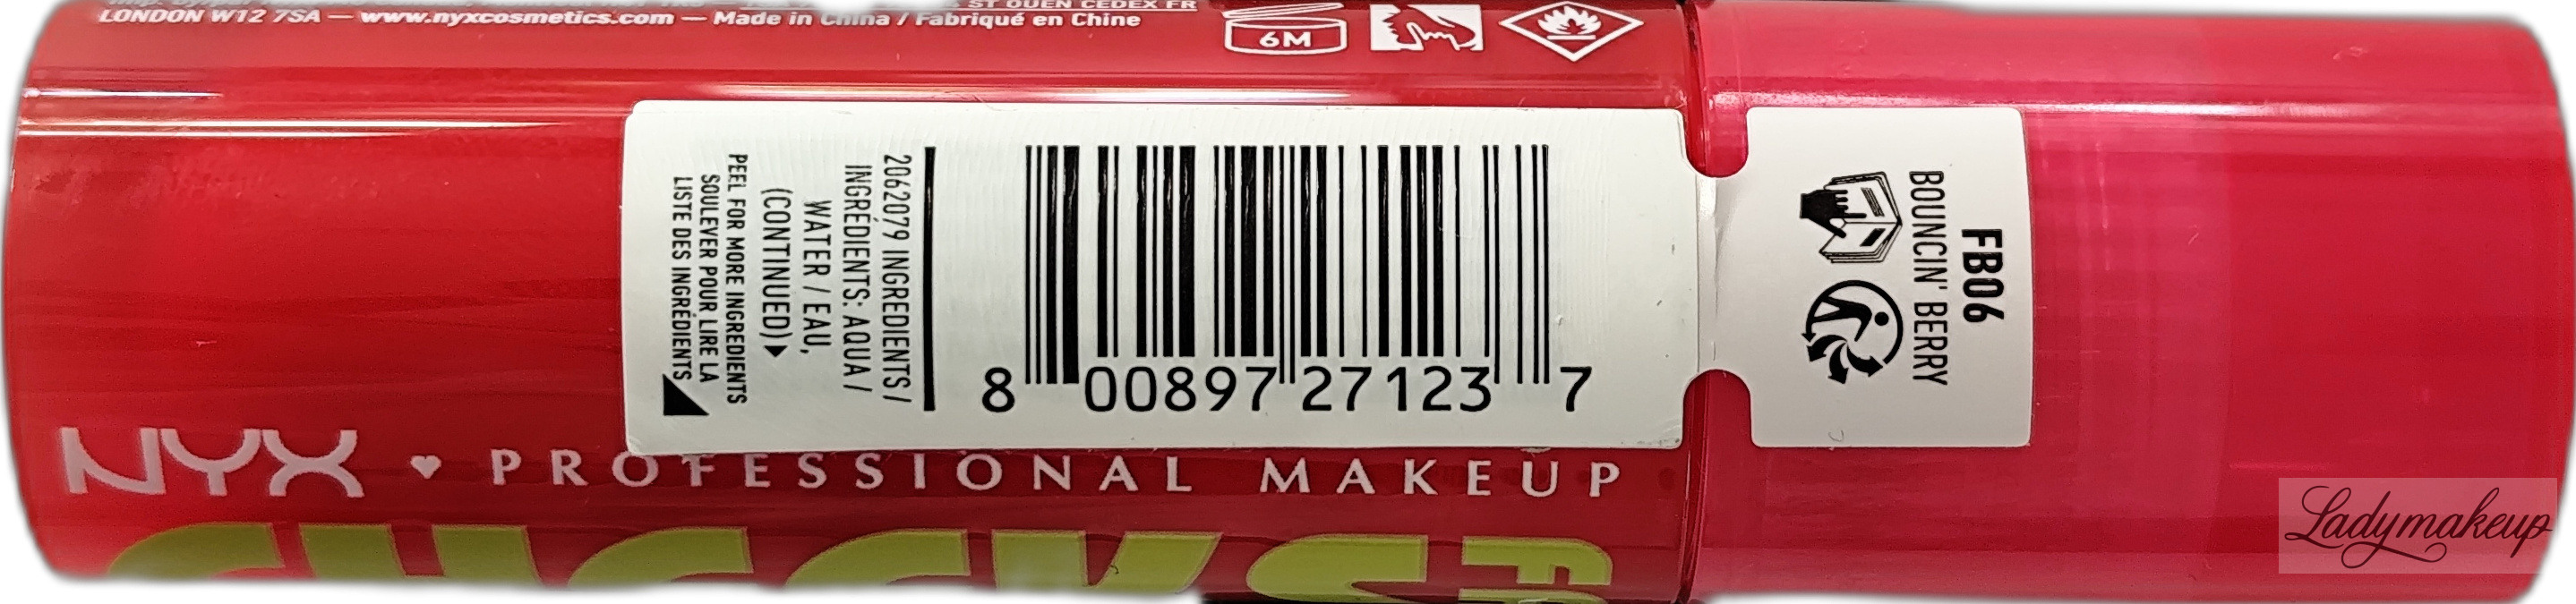 ST OUEN CEDEX FR
LONDON W12 7SA — www.nyxcosmetics.com — Made in China / Fabriqué en Chine
6M
2062079 INGREDIENTS /
INGRÉDIENTS: AQUA /
WATER / EAU,
(CONTINUED)▶
PEEL FOR MORE INGREDIENTS
SOULEVER POUR LIRE LA
LISTE DES INGRÉDIENTS
8 00897 27123 7
FB06
BOUNCIN' BERRY
NYX ♥ PROFESSIONAL MAKEUP
Ladymakeup